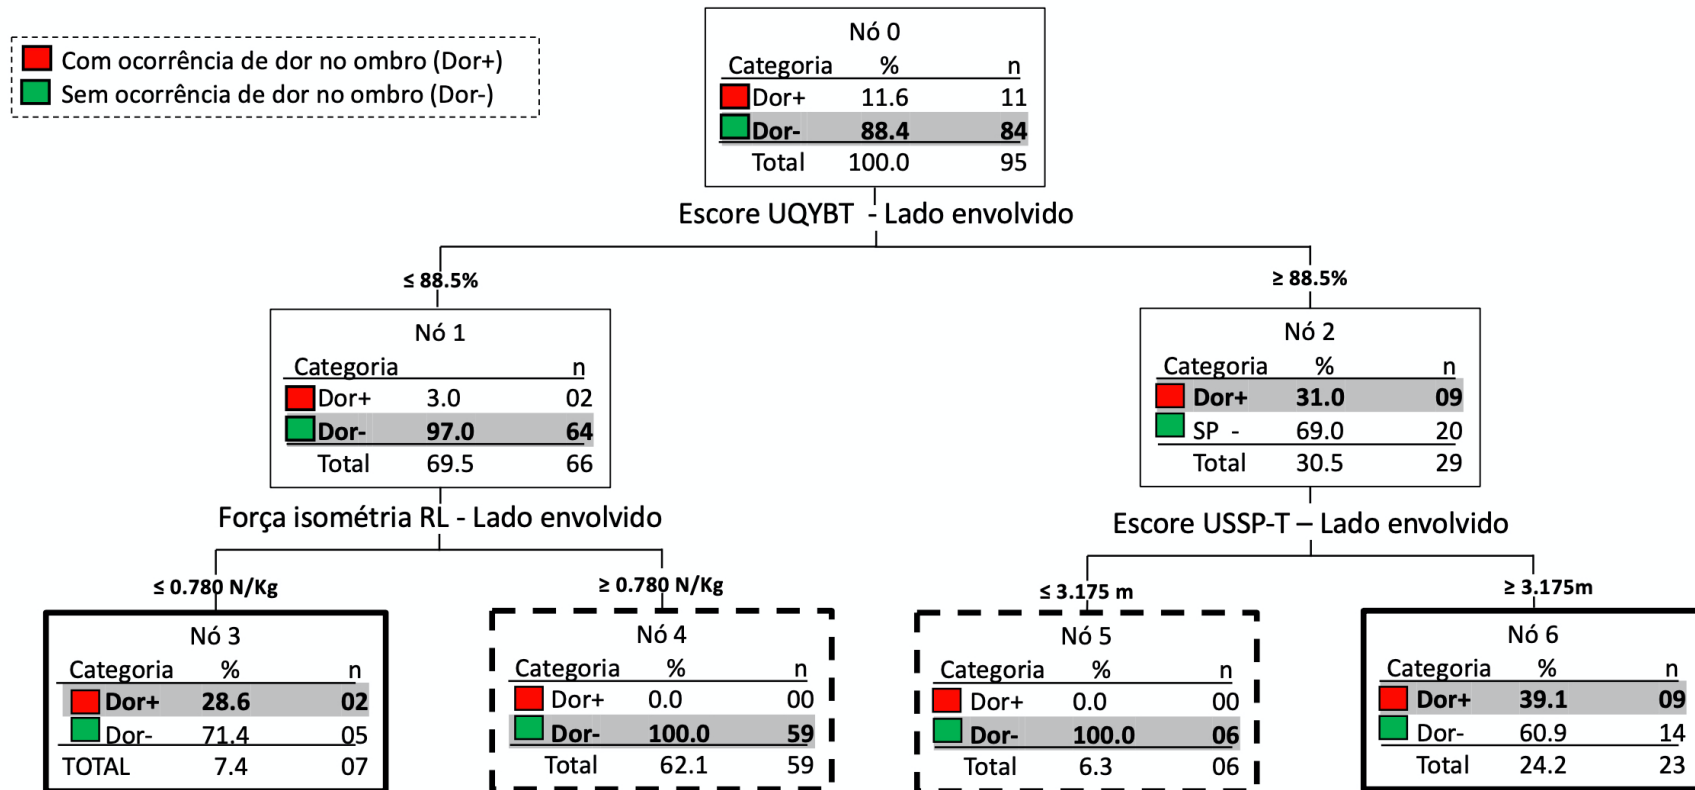 Com ocorrência de dor no ombro (Dor+)
Sem ocorrência de dor no ombro (Dor-)
Nó 0
Categoria % n
Dor+ 11.6 11
Dor- 88.4 84
Total 100.0 95
Escore UQYBT - Lado envolvido
≤ 88.5%
≥ 88.5%
Nó 1
Categoria n
Dor+ 3.0 02
Dor- 97.0 64
Total 69.5 66
Nó 2
Categoria % n
Dor+ 31.0 09
SP - 69.0 20
Total 30.5 29
Força isométria RL - Lado envolvido
Escore USSP-T – Lado envolvido
≤ 0.780 N/Kg
≥ 0.780 N/Kg
≤ 3.175 m
≥ 3.175m
Nó 3
Categoria % n
Dor+ 28.6 02
Dor- 71.4 05
TOTAL 7.4 07
Nó 4
Categoria % n
Dor+ 0.0 00
Dor- 100.0 59
Total 62.1 59
Nó 5
Categoria % n
Dor+ 0.0 00
Dor- 100.0 06
Total 6.3 06
Nó 6
Categoria % n
Dor+ 39.1 09
Dor- 60.9 14
Total 24.2 23